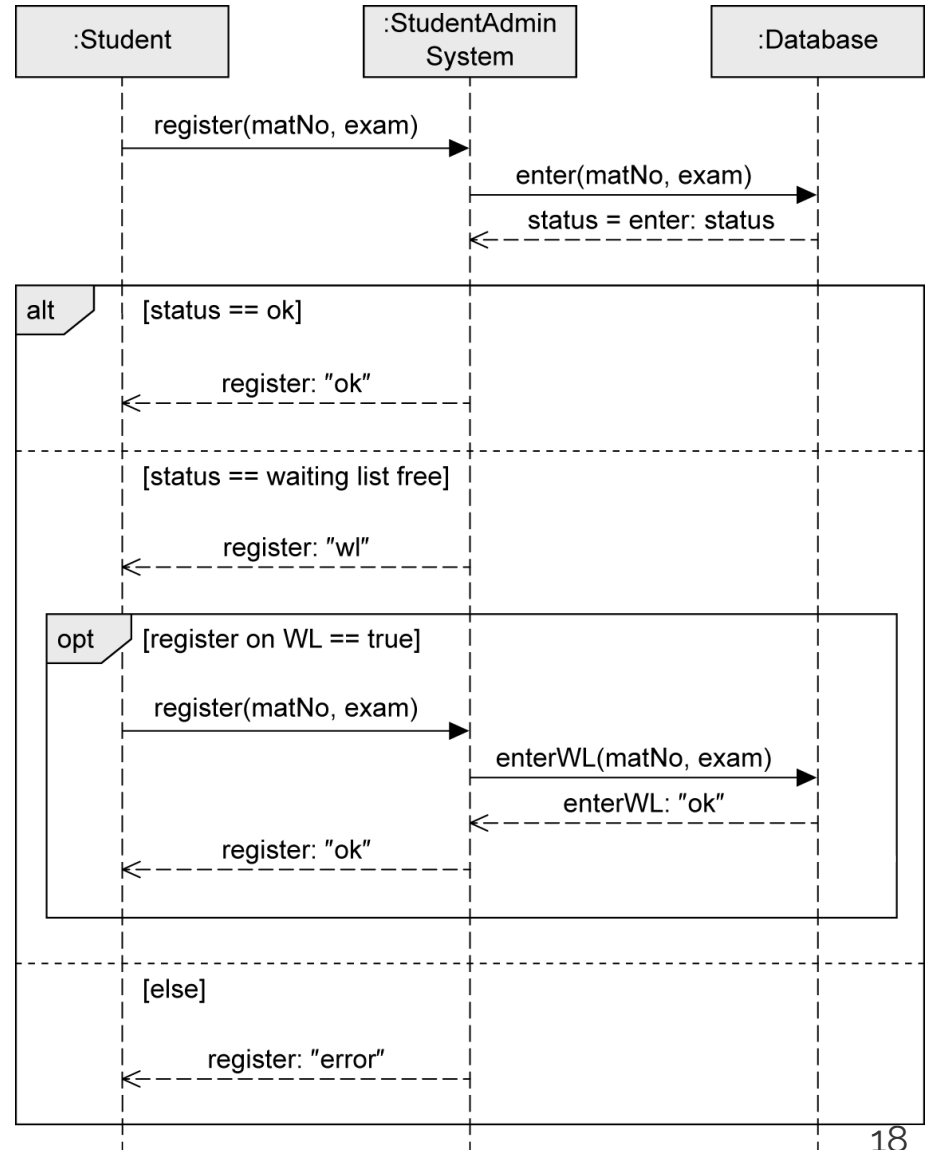 :Student
:StudentAdmin
System
:Database
register(matNo, exam)
enter(matNo, exam)
status = enter: status
alt
[status == ok]
register: "ok"
[status == waiting list free]
register: "wl"
opt
[register on WL == true]
register(matNo, exam)
enterWL(matNo, exam)
enterWL: "ok"
register: "ok"
[else]
register: "error"
18